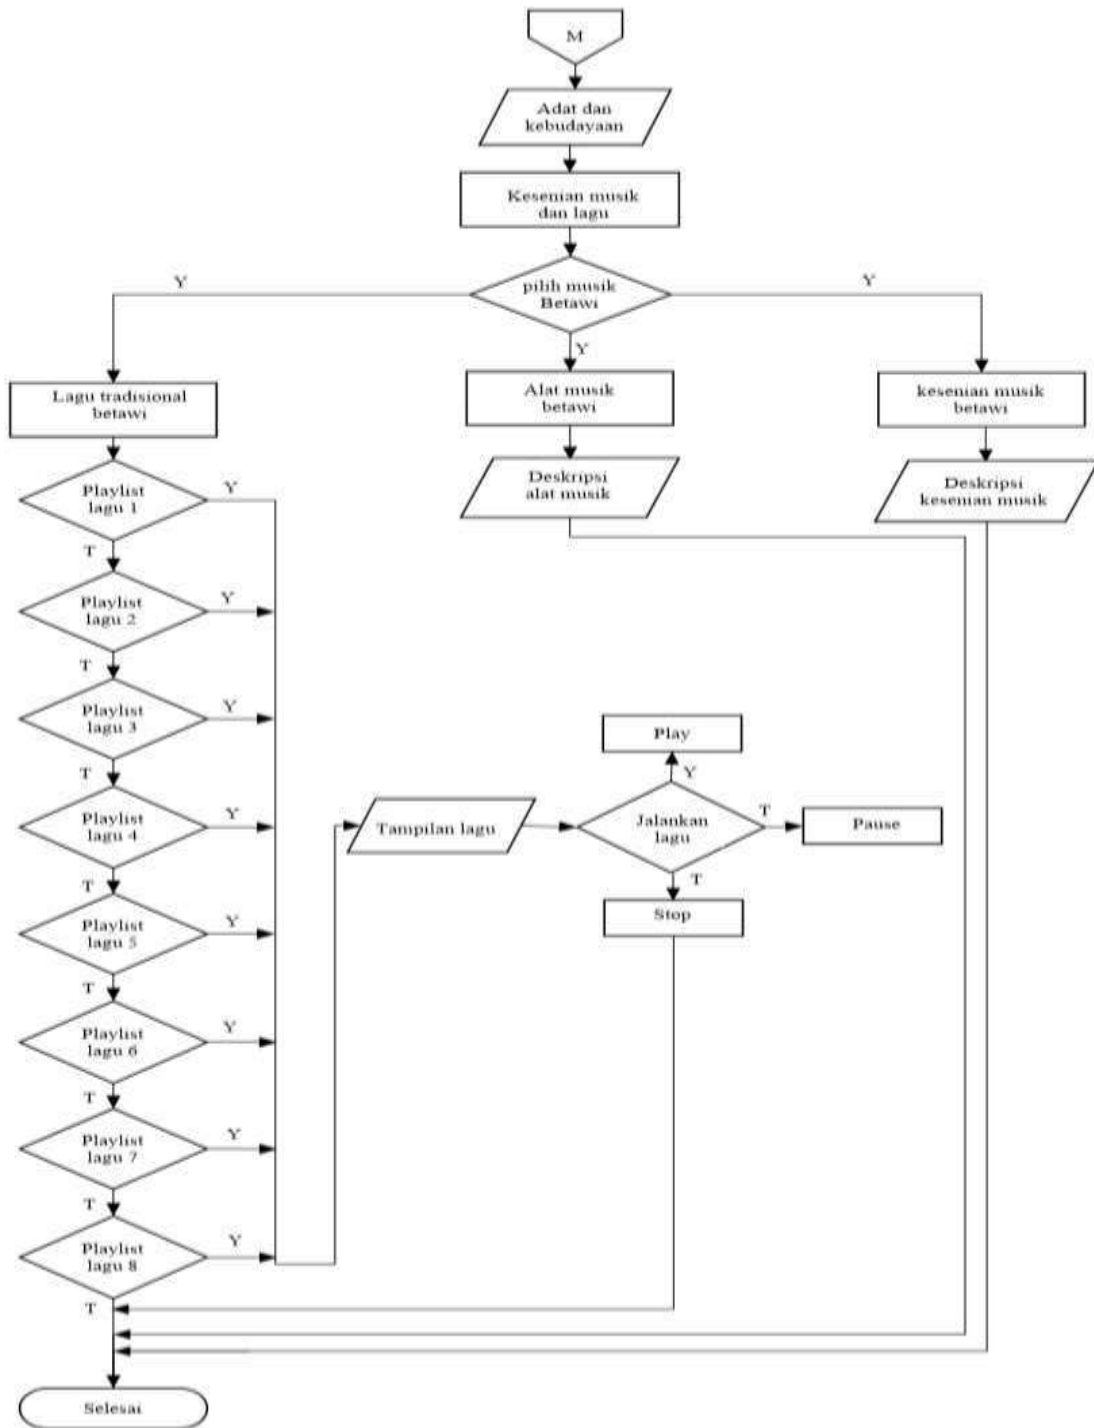 M
Adat dan
kebudayaan
Kesenian musik
dan lagu
pilih musik
Betawi
Y
Y
Y
Lagu tradisional
betawi
Alat musik
betawi
kesenian musik
betawi
Deskripsi
alat musik
Deskripsi
kesenian musik
Playlist
lagu 1
Y
T
Playlist
lagu 2
Y
T
Playlist
lagu 3
Y
T
Playlist
lagu 4
Y
T
Playlist
lagu 5
Y
T
Playlist
lagu 6
Y
T
Playlist
lagu 7
Y
T
Playlist
lagu 8
Y
T
Tampilan lagu
Jalankan
lagu
Y
Play
T
Pause
T
Stop
Selesai